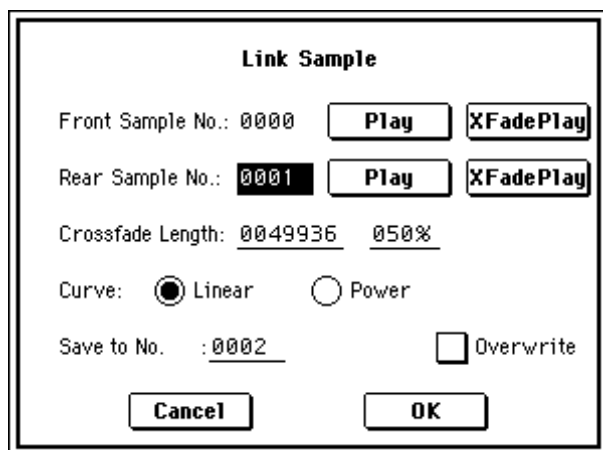 Link Sample
Front Sample No.: 0000 Play XFadePlay
Rear Sample No.: 0001 Play XFadePlay
Crossfade Length: 0049936 050%
Curve: Linear Power
Save to No. :0002 Overwrite
Cancel OK